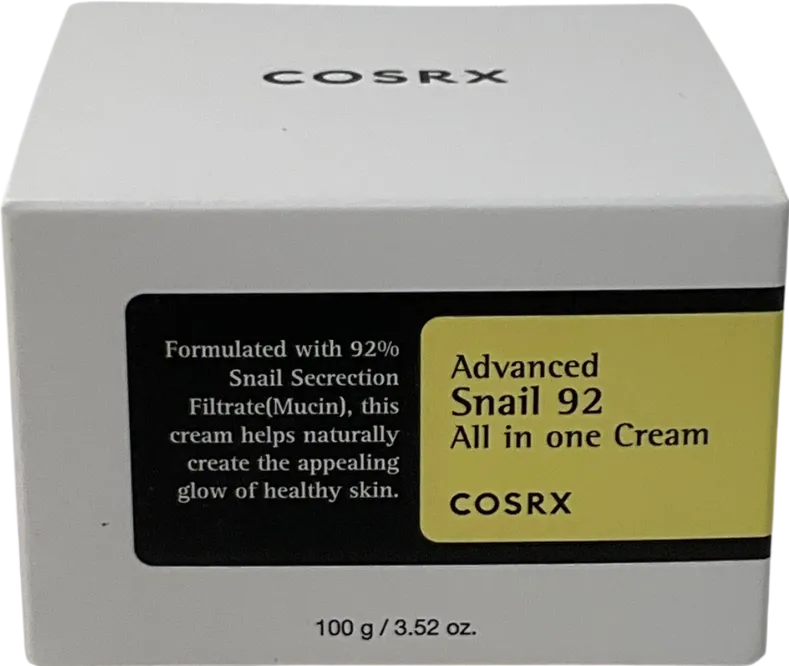 COSRX
Formulated with 92%
Snail Secrection
Filtrate(Mucin), this
cream helps naturally
create the appealing
glow of healthy skin.
Advanced
Snail 92
All in one Cream
COSRX
100 g / 3.52 oz.